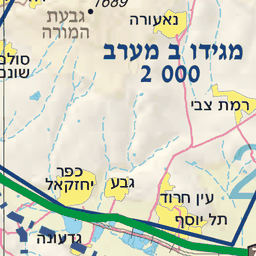 1689
גבעת
המורה
נאעורה
מגידו ב מערב
2 000
סולם
שונם
רמת צבי
כפר
יחזקאל
גבע
עין חרוד
תל יוסף
גדעונה